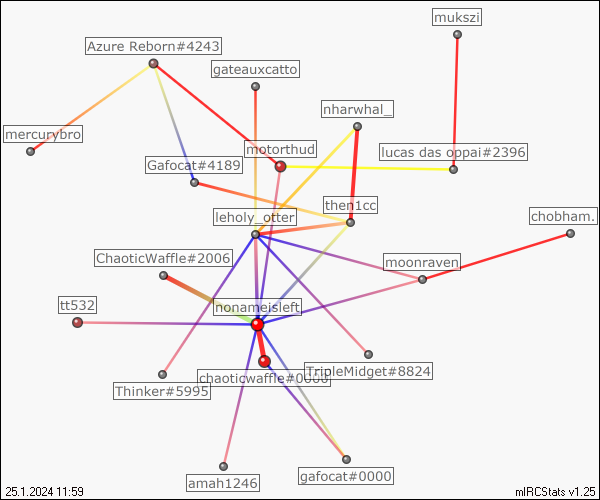 mukszi
Azure Reborn#4243
gateauxcatto
nharwhal_
mercurybro
motorthud
lucas das oppai#2396
Gafocat#4189
then1cc
leholy_otter
chobham.
ChaoticWaffle#2006
moonraven
tt532
nonameisleft
chaoticwaffle#0000
TripleMidget#8824
Thinker#5995
amah1246
gafocat#0000
25.1.2024 11:59
mIRCStats v1.25